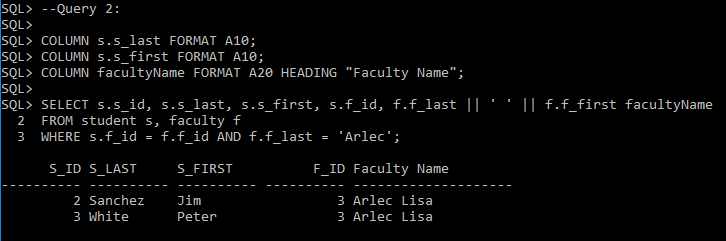 SQL> --Query 2:
SQL>
SQL> COLUMN s.s_last FORMAT A10;
SQL> COLUMN s.s_first FORMAT A10;
SQL> COLUMN facultyName FORMAT A20 HEADING "Faculty Name";
SQL>
SQL> SELECT s.s_id, s.s_last, s.s_first, s.f_id, f.f_last || ' ' || f.f_first facultyName
  2  FROM student s, faculty f
  3  WHERE s.f_id = f.f_id AND f.f_last = 'Arlec';
      S_ID S_LAST     S_FIRST          F_ID Faculty Name
---------- ---------- ---------- ---------- --------------------
         2 Sanchez    Jim                 3 Arlec Lisa
         3 White      Peter               3 Arlec Lisa